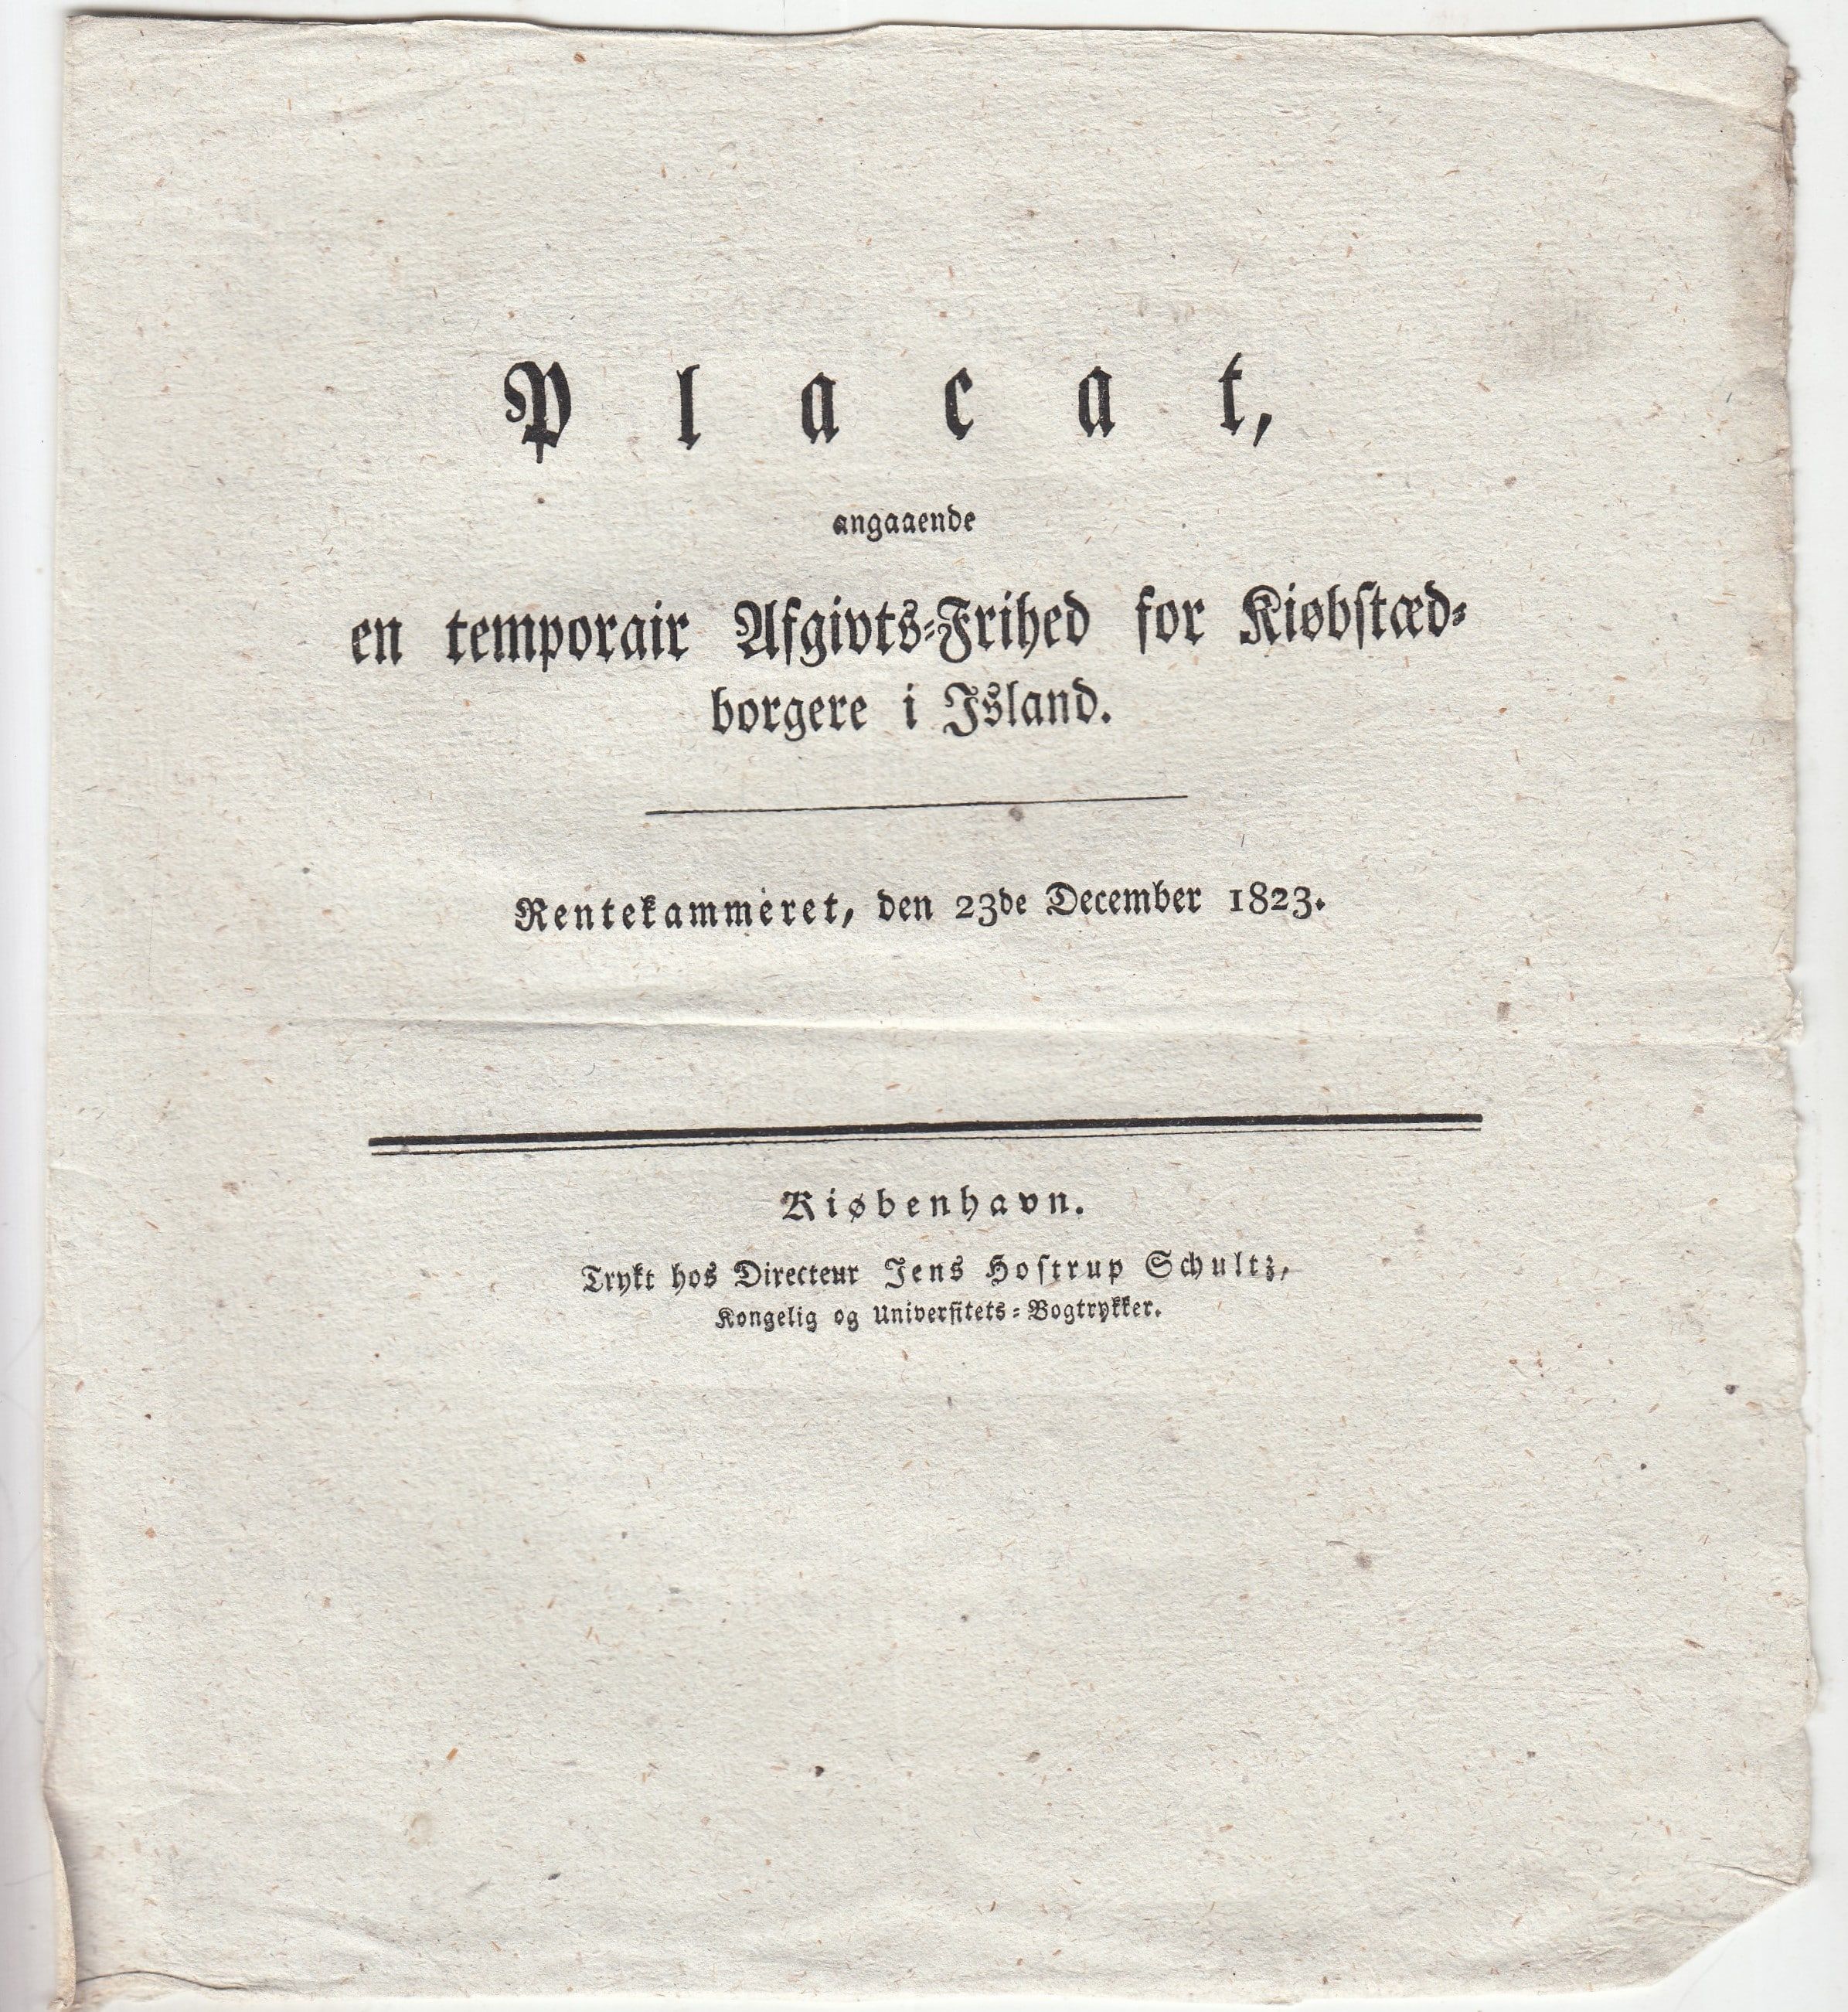 Placat,
angaaende
en temporair Afgivts-Frihed for Kiøbstæd-
borgere i Island.
Rentekammeret, den 23de December 1823.
Kiøbenhavn.
Trykt hos Directeur Jens Hostrup Schultz,
Kongelig og Universitets-Bogtrykker.